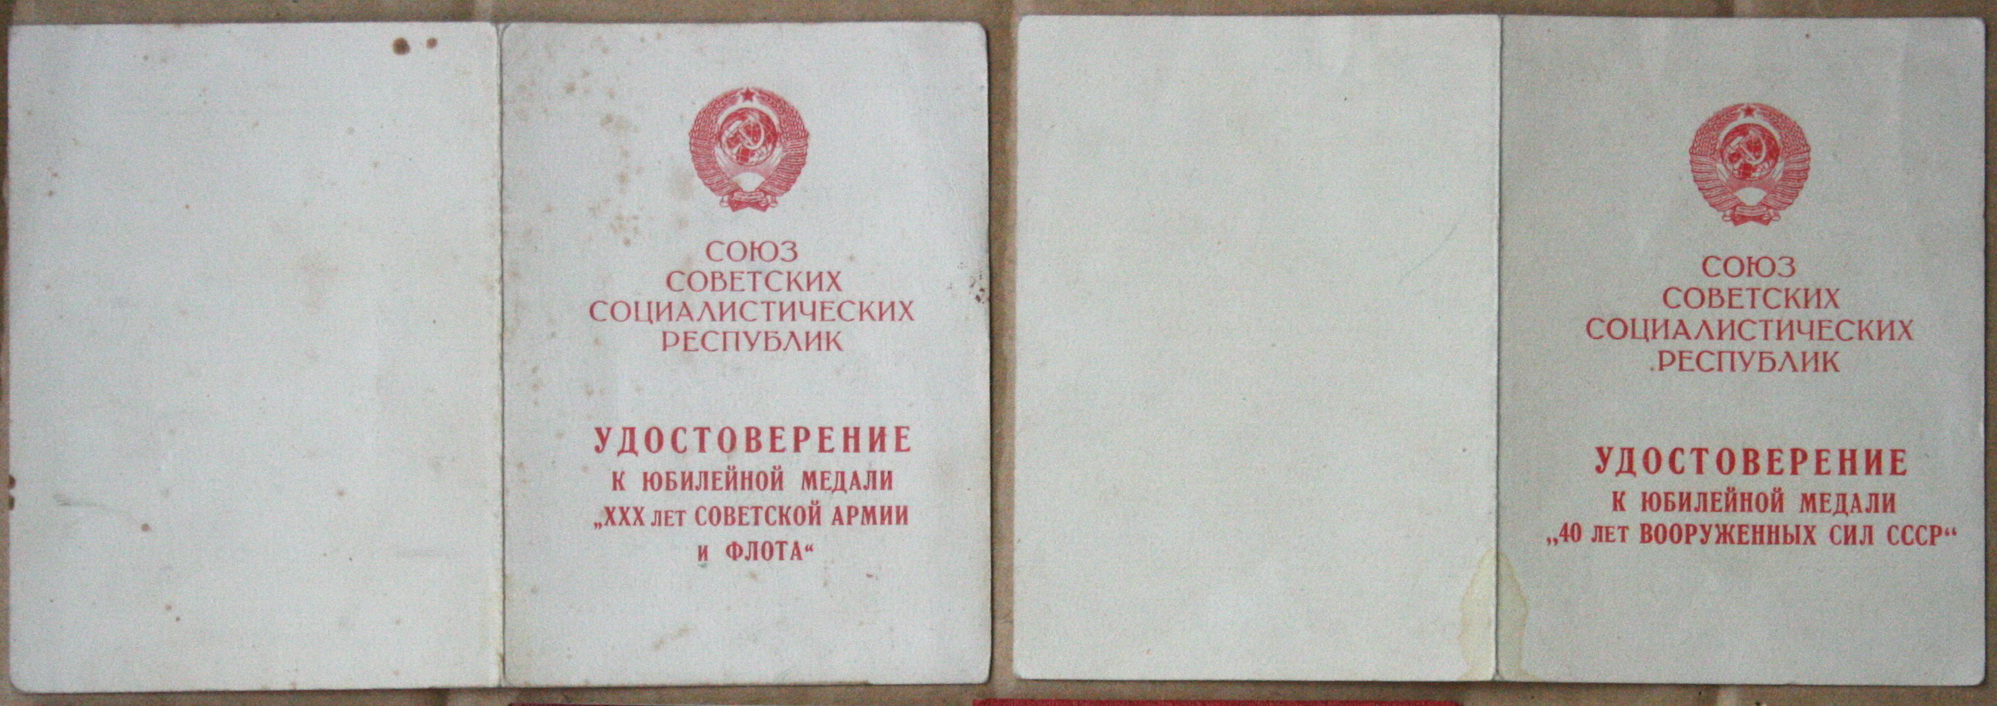 СОЮЗ
СОВЕТСКИХ
СОЦИАЛИСТИЧЕСКИХ
РЕСПУБЛИК
УДОСТОВЕРЕНИЕ
К ЮБИЛЕЙНОЙ МЕДАЛИ
„XXX ЛЕТ СОВЕТСКОЙ АРМИИ
И ФЛОТА“
СОЮЗ
СОВЕТСКИХ
СОЦИАЛИСТИЧЕСКИХ
РЕСПУБЛИК
УДОСТОВЕРЕНИЕ
К ЮБИЛЕЙНОЙ МЕДАЛИ
„40 ЛЕТ ВООРУЖЕННЫХ СИЛ СССР“